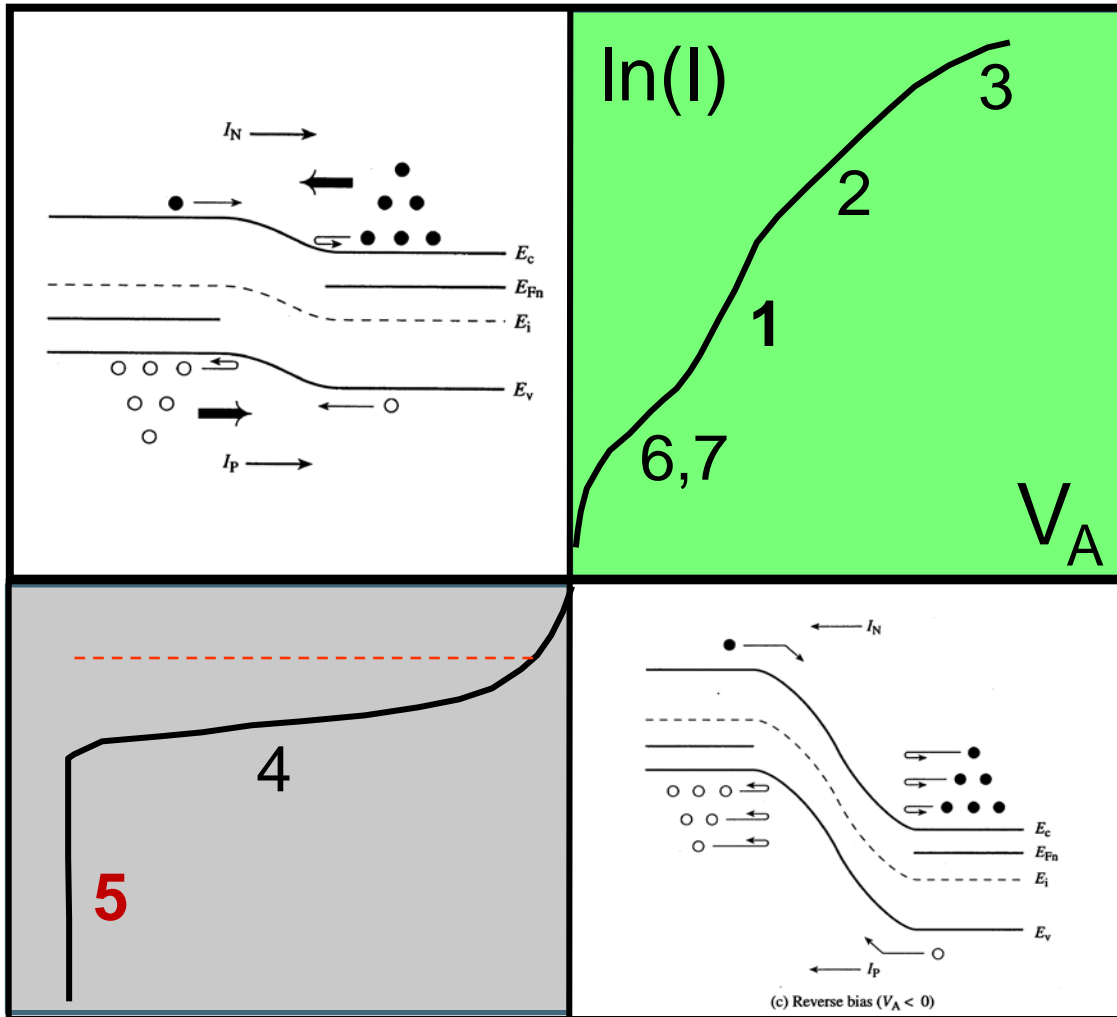 I_N
E_c
E_Fn
E_i
E_v
I_P
ln(I)
3
2
1
6,7
V_A
4
5
I_N
E_c
E_Fn
E_i
E_v
I_P
(c) Reverse bias (V_A < 0)